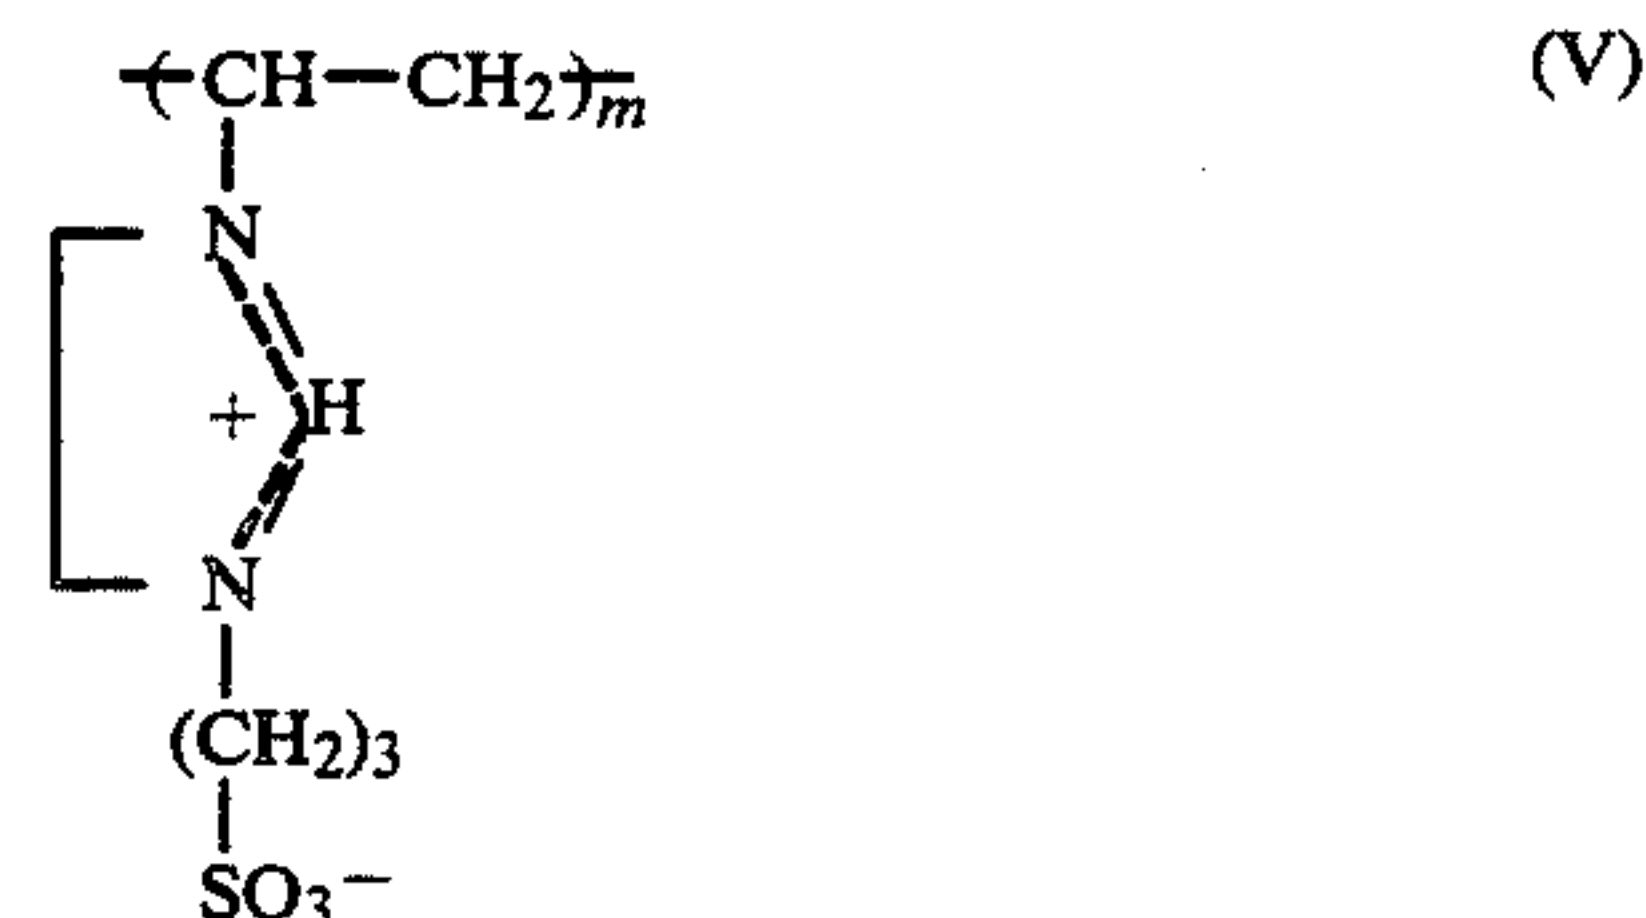 (CH—CH2)m (V)
N
+ H
N
(CH2)3
SO3−